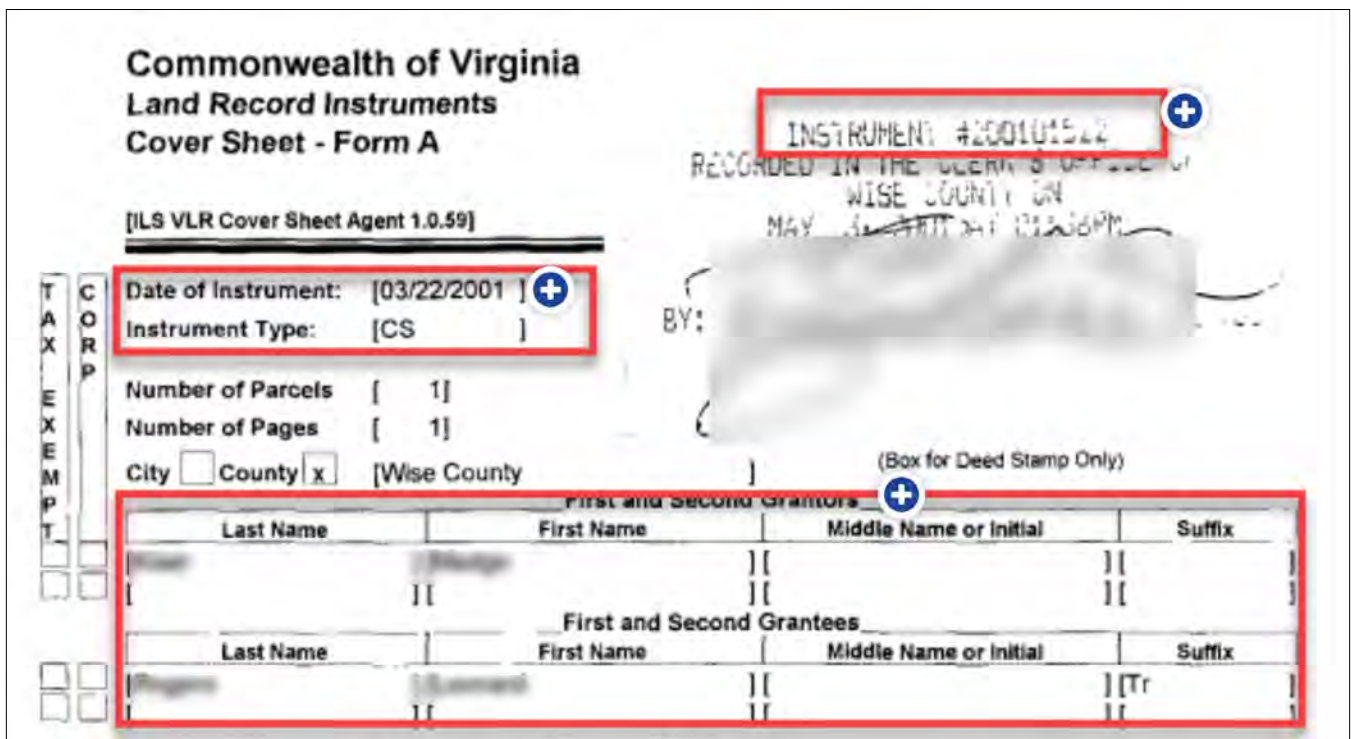 Commonwealth of Virginia
Land Record Instruments
Cover Sheet - Form A
INSTRUMENT #200101522
RECORDED IN THE CLERK'S OFFICE OF
WISE COUNTY ON
MAY
[ILS VLR Cover Sheet Agent 1.0.59]
TAX EXEMPT
CORP
Date of Instrument: [03/22/2001 ]
Instrument Type: [CS ]
BY:
Number of Parcels [ 1]
Number of Pages [ 1]
(Box for Deed Stamp Only)
City County x [Wise County ]
First and Second Grantors
Last Name First Name Middle Name or Initial Suffix
[ ][ ][ ][ ]
[ ][ ][ ][ ]
First and Second Grantees
Last Name First Name Middle Name or Initial Suffix
[ ][ ][ ][Tr ]
[ ][ ][ ][ ]